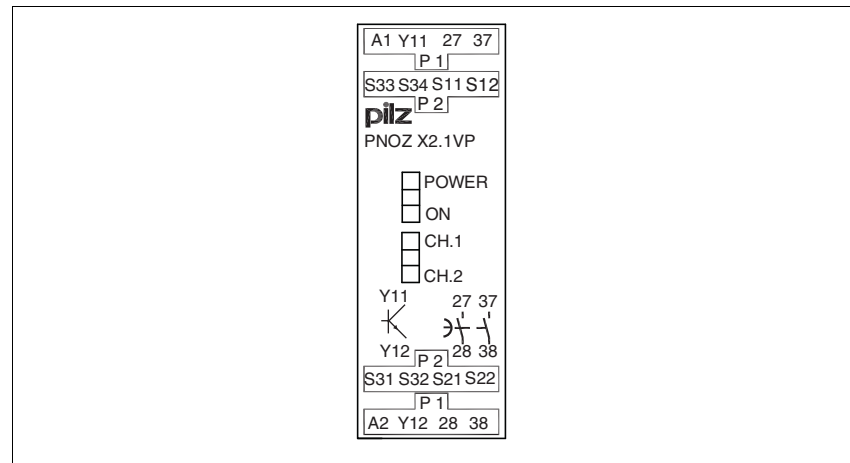 A1 Y11 27 37
P 1
S33 S34 S11 S12
P 2
pilz
PNOZ X2.1VP
POWER
ON
CH.1
CH.2
Y11 27 37
Y12 28 38
P 2
S31 S32 S21 S22
P 1
A2 Y12 28 38